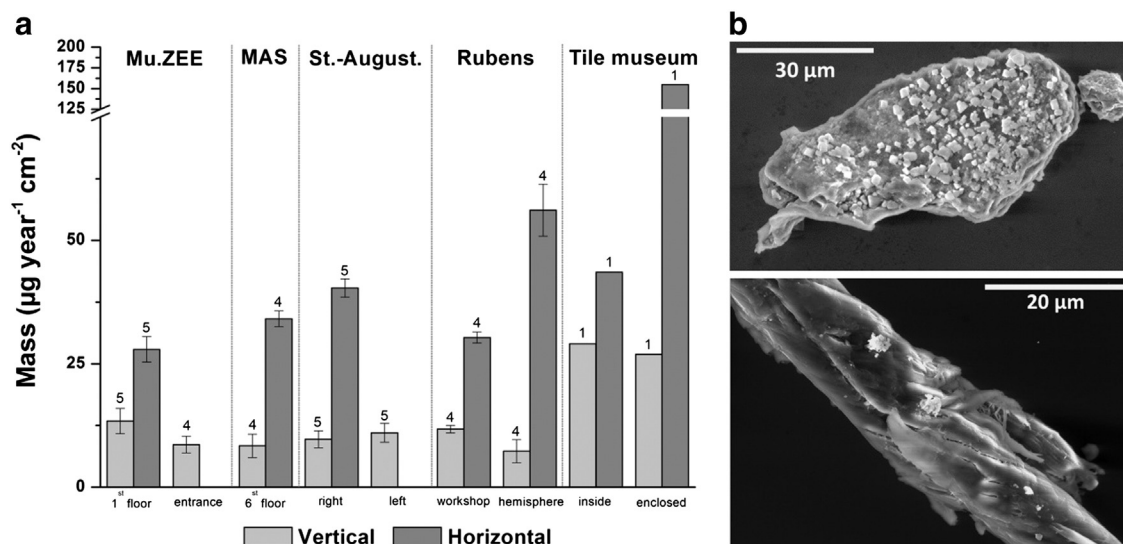 a
b
Mu.ZEE
MAS
St.-August.
Rubens
Tile museum
Mass (µg year⁻¹ cm⁻²)
200
175
150
125
50
25
0
5
5
4
4
4
5
5
5
4
4
4
4
1
1
1
1
1ˢᵗ floor
entrance
6ˢᵗ floor
right
left
workshop
hemisphere
inside
enclosed
Vertical
Horizontal
30 µm
20 µm